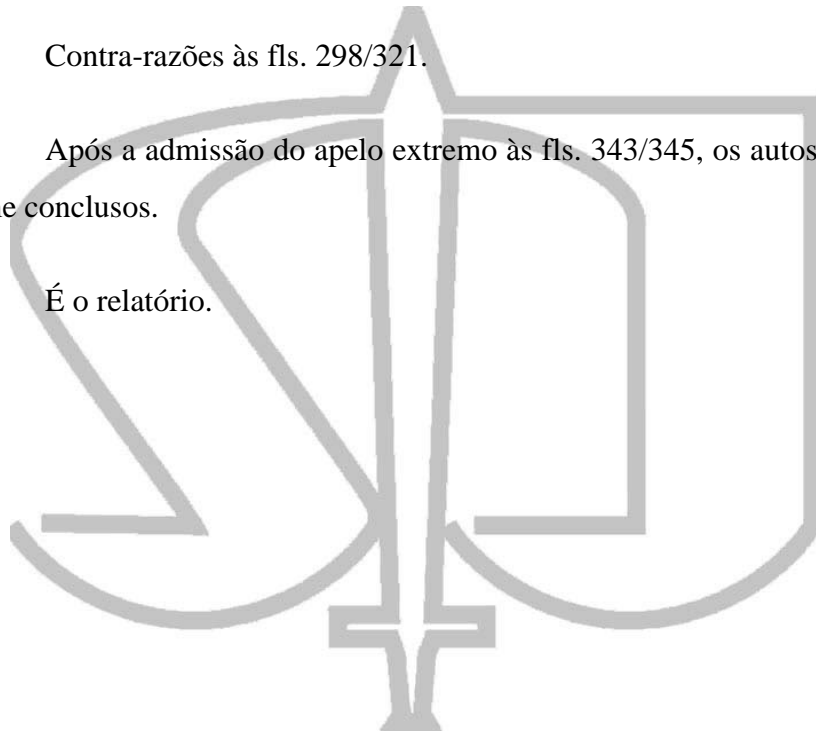 Contra-razões às fls. 298/321.
Após a admissão do apelo extremo às fls. 343/345, os autos
e conclusos.
É o relatório.